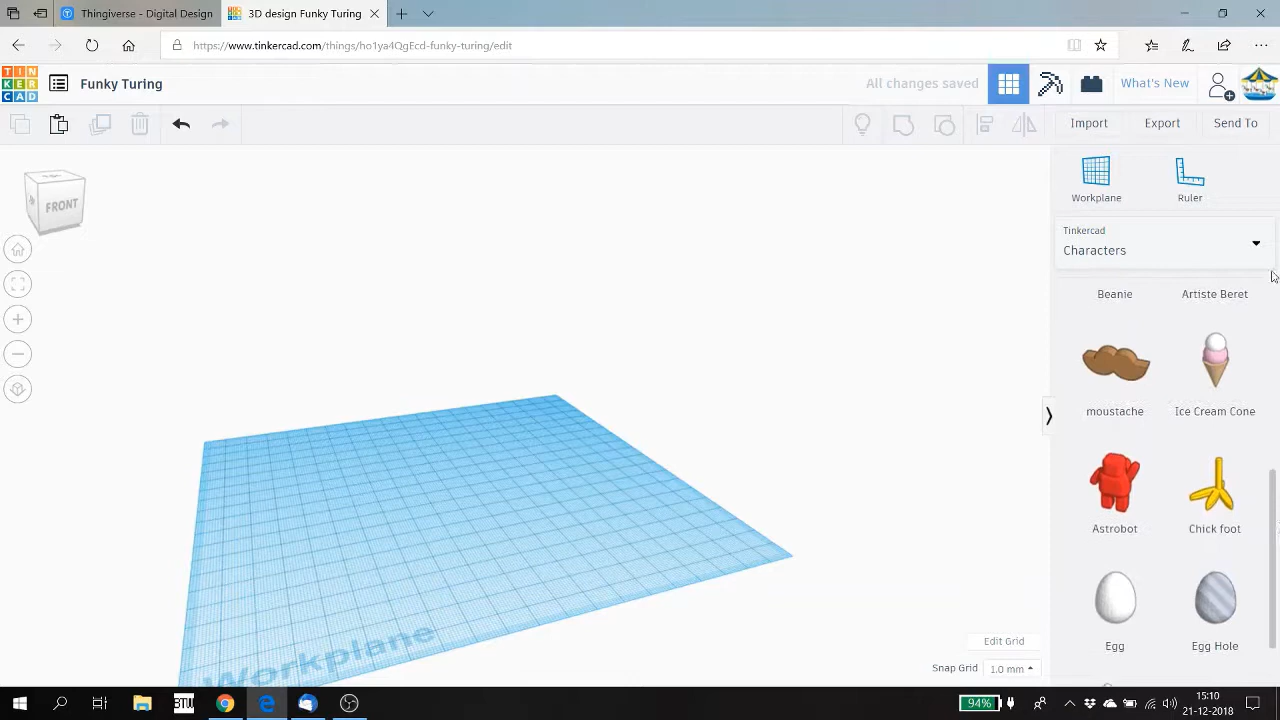 Thingiverse - Digital Design
3D design Funky Turing
https://www.tinkercad.com/things/ho1ya4QgEcd-funky-turing/edit
TIN
KER
CAD
Funky Turing
All changes saved
What's New
Import
Export
Send To
FRONT
Workplane
Ruler
Tinkercad
Characters
Beanie
Artiste Beret
moustache
Ice Cream Cone
Astrobot
Chick foot
Egg
Egg Hole
Workplane
Edit Grid
Snap Grid
1.0 mm
BTW
94%
15:10
21-12-2018